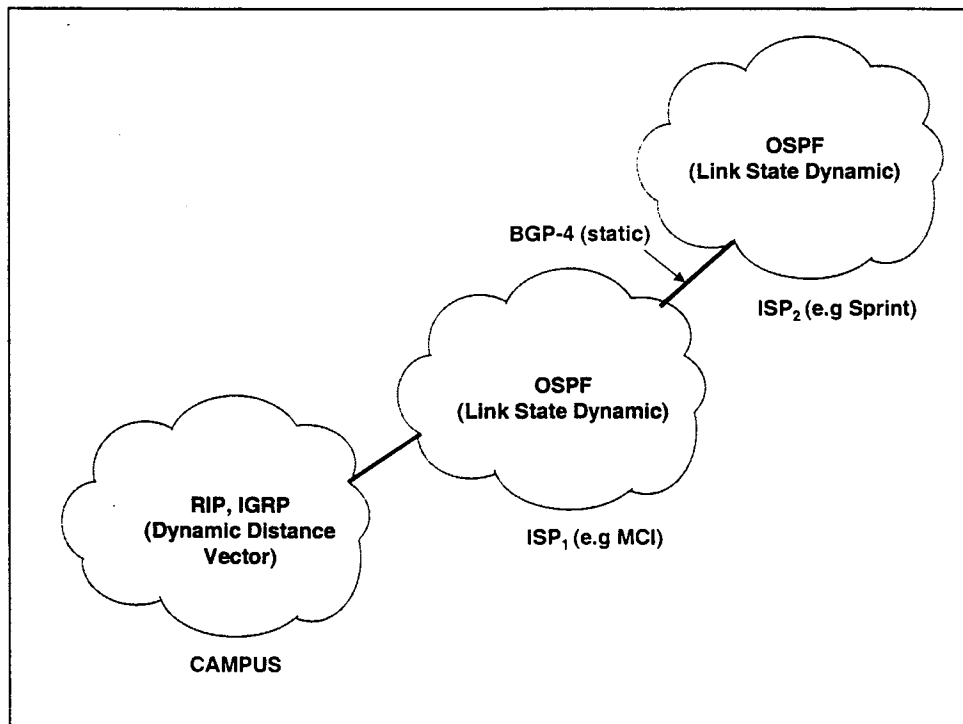 OSPF
(Link State Dynamic)
BGP-4 (static)
ISP₂ (e.g Sprint)
OSPF
(Link State Dynamic)
ISP₁ (e.g MCI)
RIP, IGRP
(Dynamic Distance
Vector)
CAMPUS